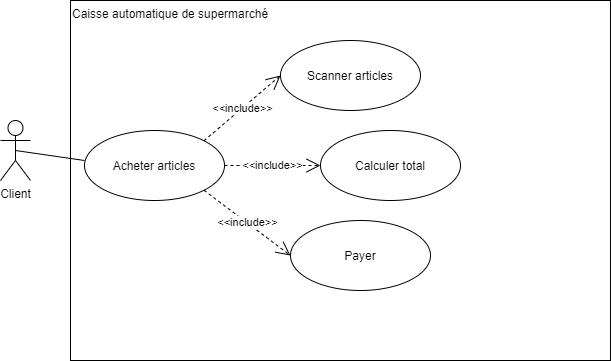 Caisse automatique de supermarché
Scanner articles
<<include>>
Client
Acheter articles
<<include>>
Calculer total
<<include>>
Payer